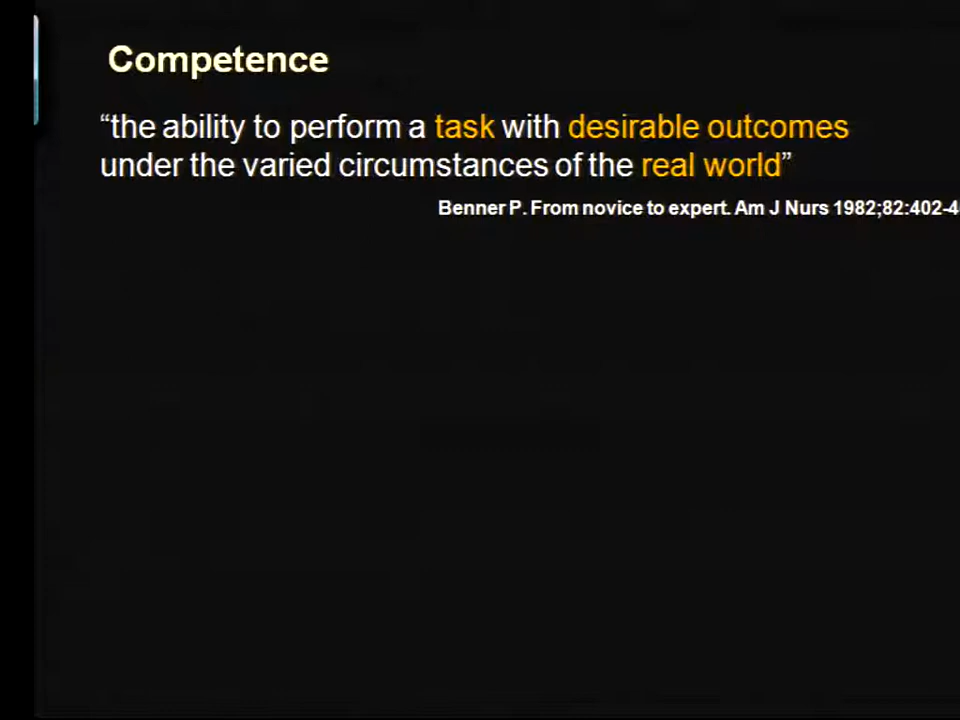 Competence
“the ability to perform a task with desirable outcomes
under the varied circumstances of the real world”
Benner P. From novice to expert. Am J Nurs 1982;82:402-4